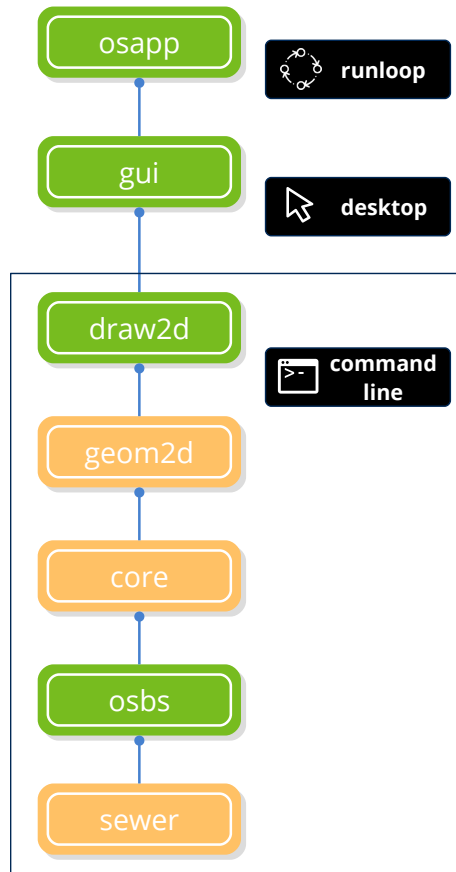 osapp
runloop
gui
desktop
draw2d
>-
command
line
geom2d
core
osbs
sewer